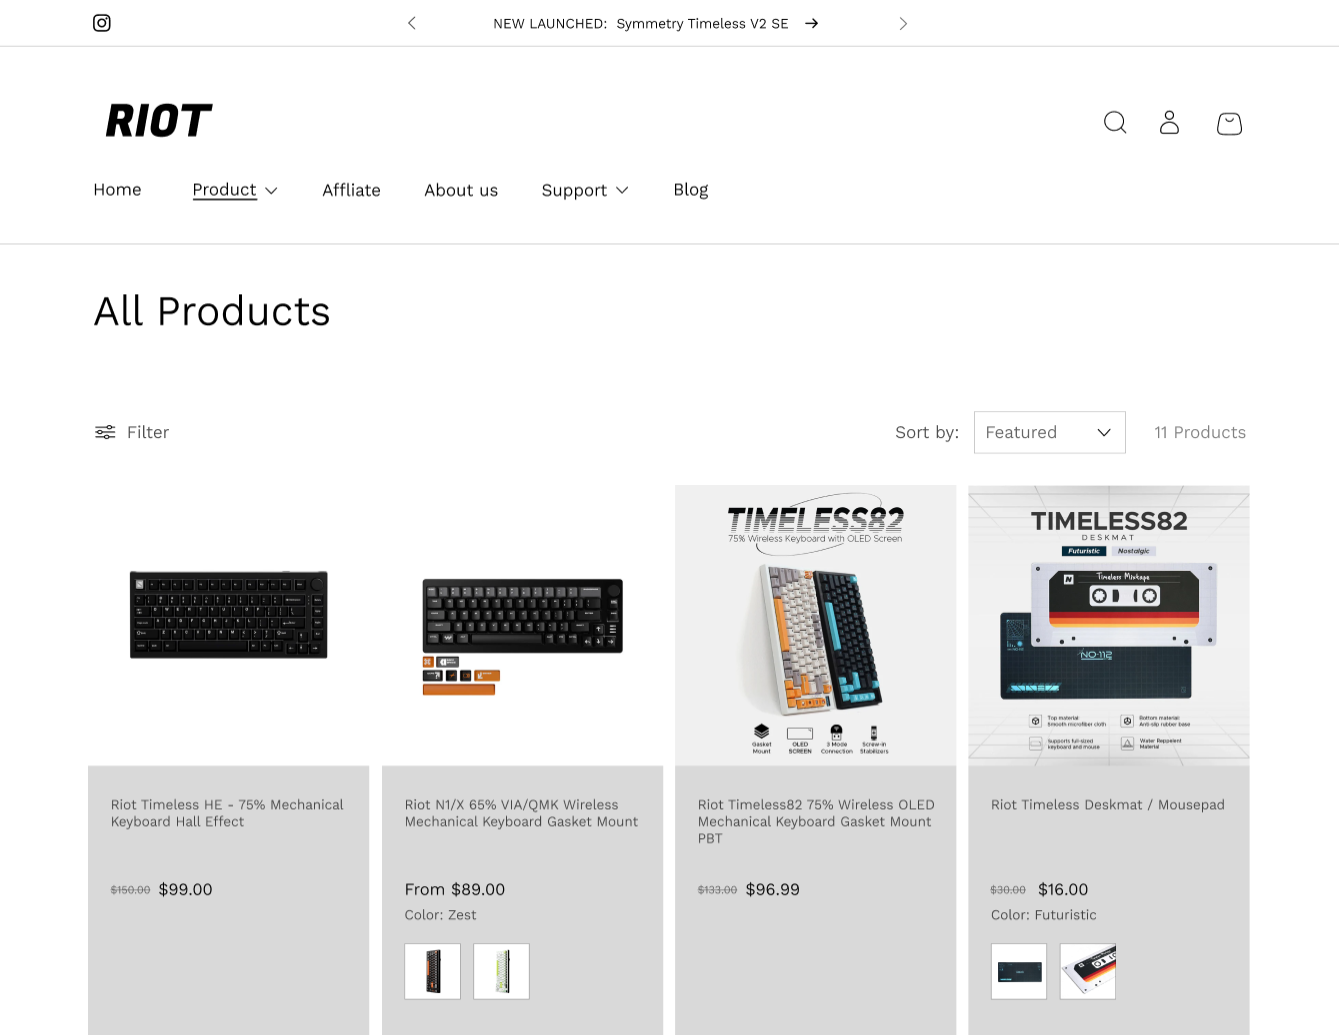 NEW LAUNCHED: Symmetry Timeless V2 SE
RIOT
Home Product Affliate About us Support Blog
All Products
Filter
Sort by: Featured 11 Products
TIMELESS82
75% Wireless Keyboard with OLED Screen
Gasket Mount
OLED SCREEN
3 Mode Connection
Screw-in Stabilizers
TIMELESS82
DESKMAT
Futuristic Nostalgic
Timeless Mixtape
NO-112
Top material: Smooth microfiber cloth
Bottom material: Anti-slip rubber base
Supports full-sized keyboard and mouse
Water Reppelent Material
Riot Timeless HE - 75% Mechanical
Keyboard Hall Effect
$150.00 $99.00
Riot N1/X 65% VIA/QMK Wireless
Mechanical Keyboard Gasket Mount
From $89.00
Color: Zest
Riot Timeless82 75% Wireless OLED
Mechanical Keyboard Gasket Mount
PBT
$133.00 $96.99
Riot Timeless Deskmat / Mousepad
$30.00 $16.00
Color: Futuristic